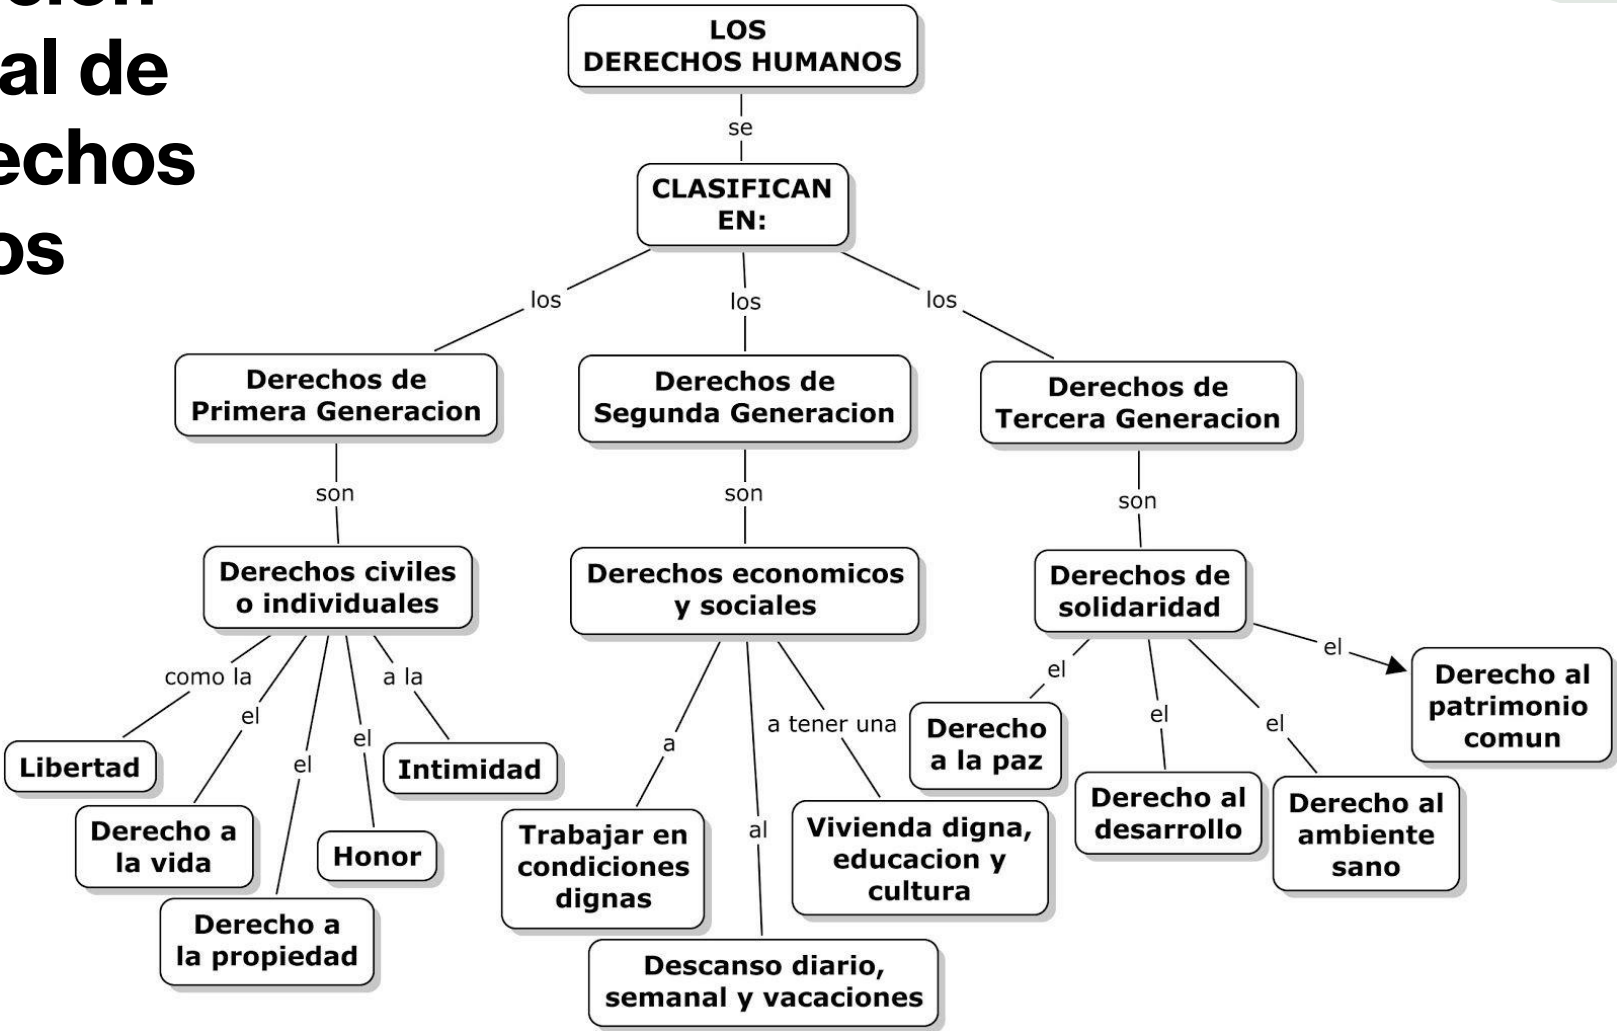 al de
os
LOS
DERECHOS HUMANOS
se
CLASIFICAN
EN:
los
los
los
Derechos de
Primera Generacion
Derechos de
Segunda Generacion
Derechos de
Tercera Generacion
son
son
son
Derechos civiles
o individuales
Derechos economicos
y sociales
Derechos de
solidaridad
como la
el
el
el
a la
Libertad
Derecho a
la vida
Derecho a
la propiedad
Honor
Intimidad
a
al
a tener una
Trabajar en
condiciones
dignas
Descanso diario,
semanal y vacaciones
Vivienda digna,
educacion y
cultura
el
el
el
el
Derecho
a la paz
Derecho al
desarrollo
Derecho al
ambiente
sano
Derecho al
patrimonio
comun